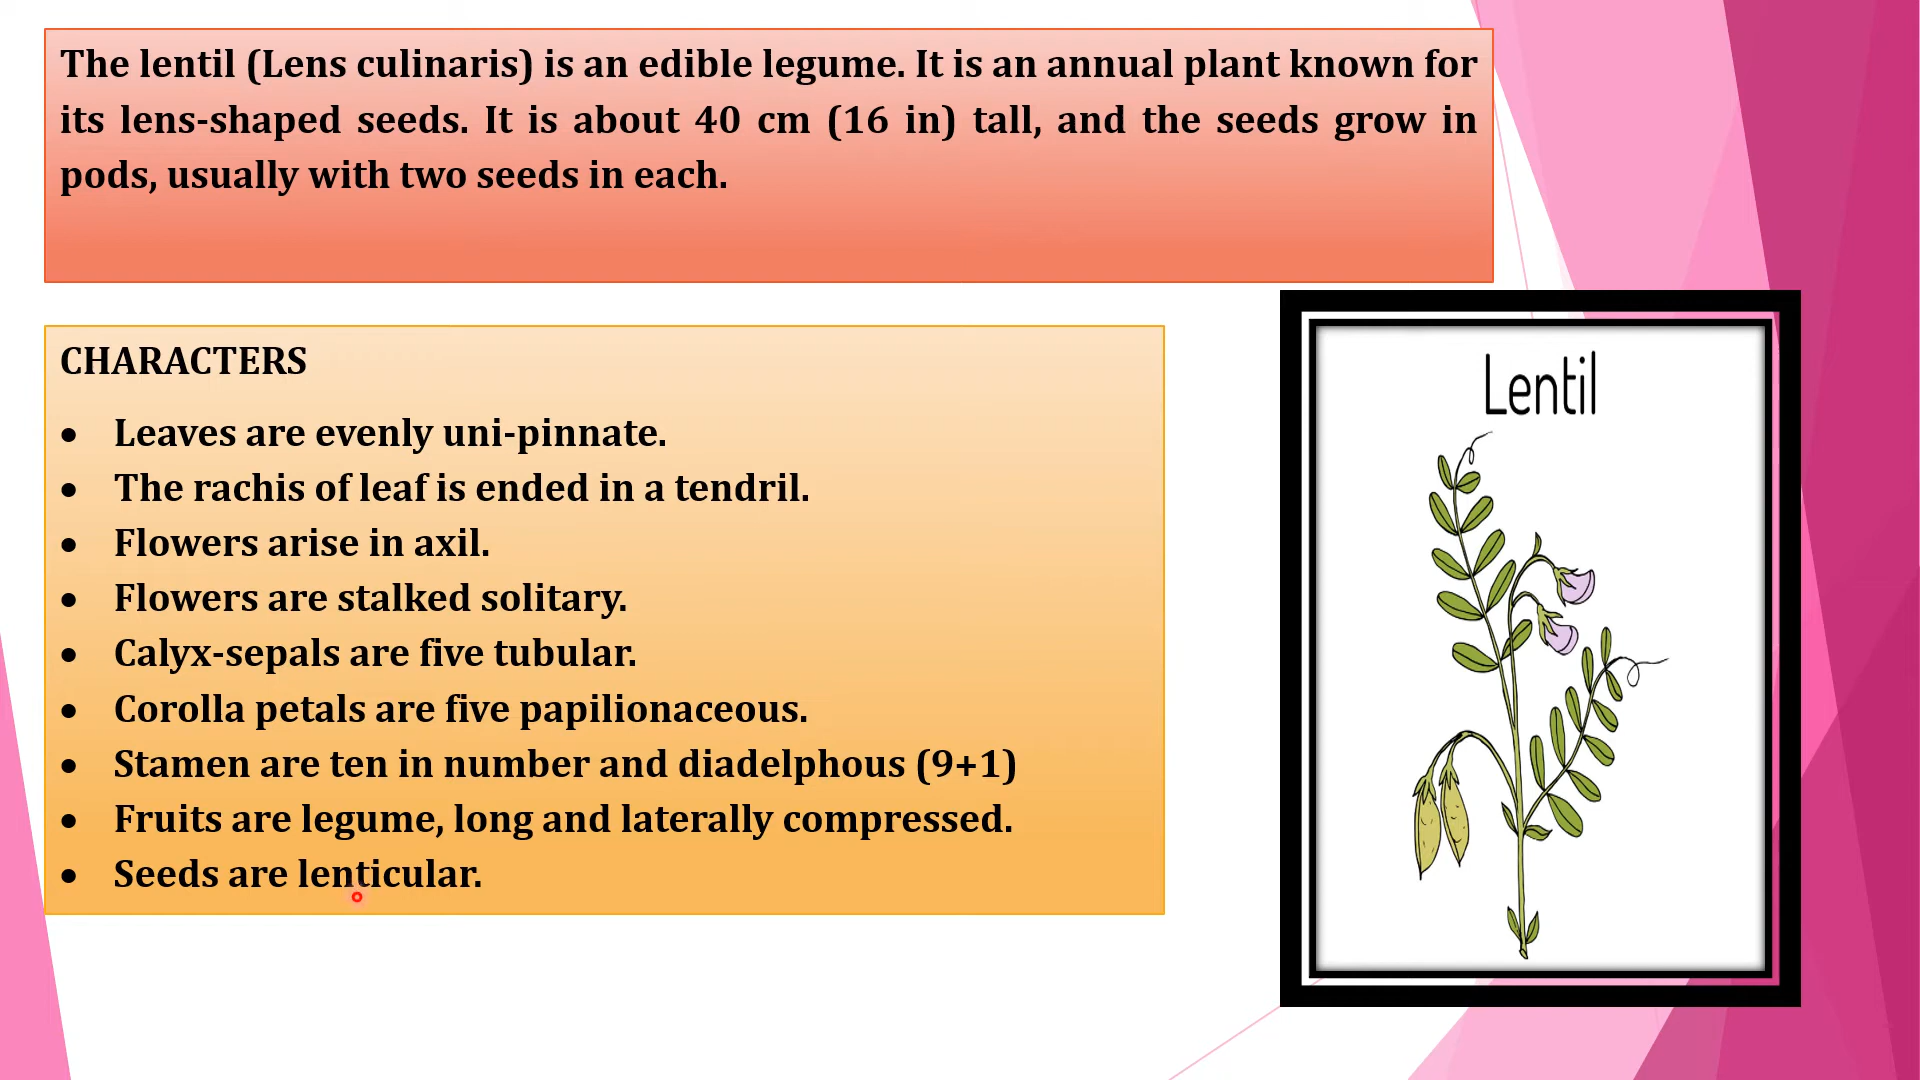 The lentil (Lens culinaris) is an edible legume. It is an annual plant known for
its lens-shaped seeds. It is about 40 cm (16 in) tall, and the seeds grow in
pods, usually with two seeds in each.
CHARACTERS
• Leaves are evenly uni-pinnate.
• The rachis of leaf is ended in a tendril.
• Flowers arise in axil.
• Flowers are stalked solitary.
• Calyx-sepals are five tubular.
• Corolla petals are five papilionaceous.
• Stamen are ten in number and diadelphous (9+1)
• Fruits are legume, long and laterally compressed.
• Seeds are lenticular.
Lentil